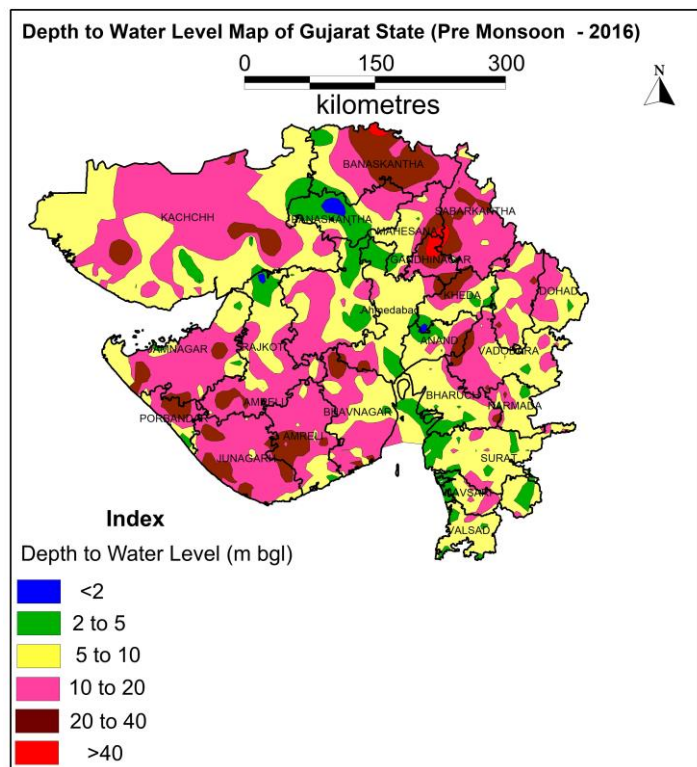 Depth to Water Level Map of Gujarat State (Pre Monsoon - 2016)
0 150 300
kilometres
N
BANASKANTHA
KACHCHH
BANASKANTHA
SABARKANTHA
MAHESANA
GANDHINAGAR
KHEDA
DOHAD
Ahmedabad
JAMNAGAR
RAJKOT
ANAND
VADODARA
AMRELI
BHARUCH
PORBANDAR
BHAVNAGAR
NARMADA
AMRELI
JUNAGARH
SURAT
NAVSARI
VALSAD
Index
Depth to Water Level (m bgl)
<2
2 to 5
5 to 10
10 to 20
20 to 40
>40